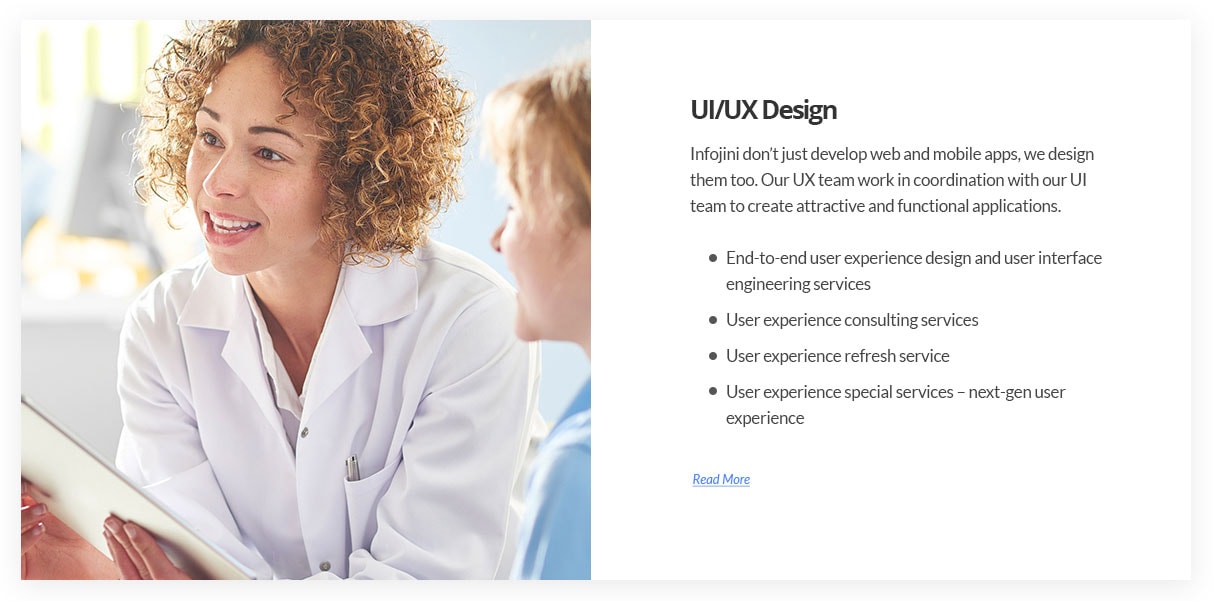 UI/UX Design
Infojini don’t just develop web and mobile apps, we design
them too. Our UX team work in coordination with our UI
team to create attractive and functional applications.
End-to-end user experience design and user interface
engineering services
User experience consulting services
User experience refresh service
User experience special services – next-gen user
experience
Read More